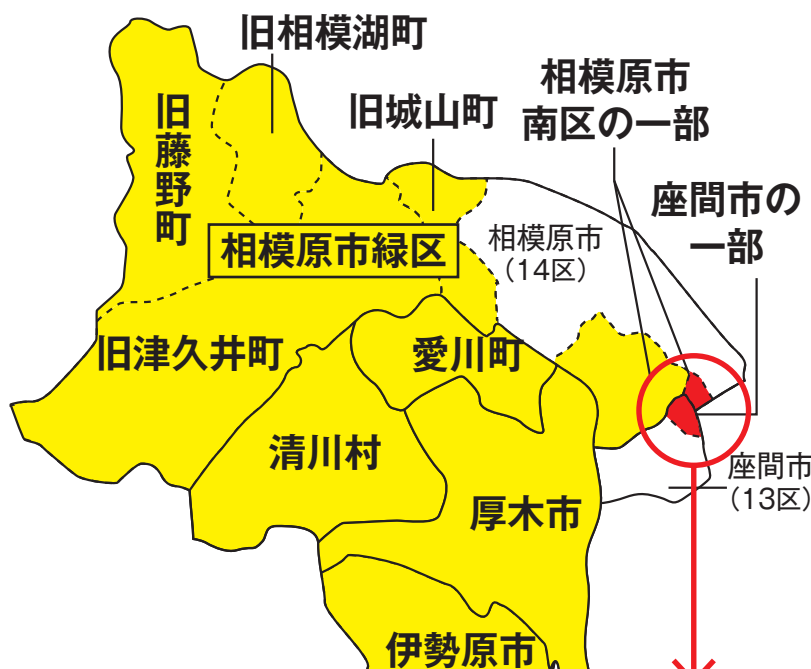 旧相模湖町
旧藤野町
旧城山町
相模原市
南区の一部
座間市の
一部
相模原市緑区
相模原市
（14区）
旧津久井町
愛川町
清川村
厚木市
座間市
（13区）
伊勢原市